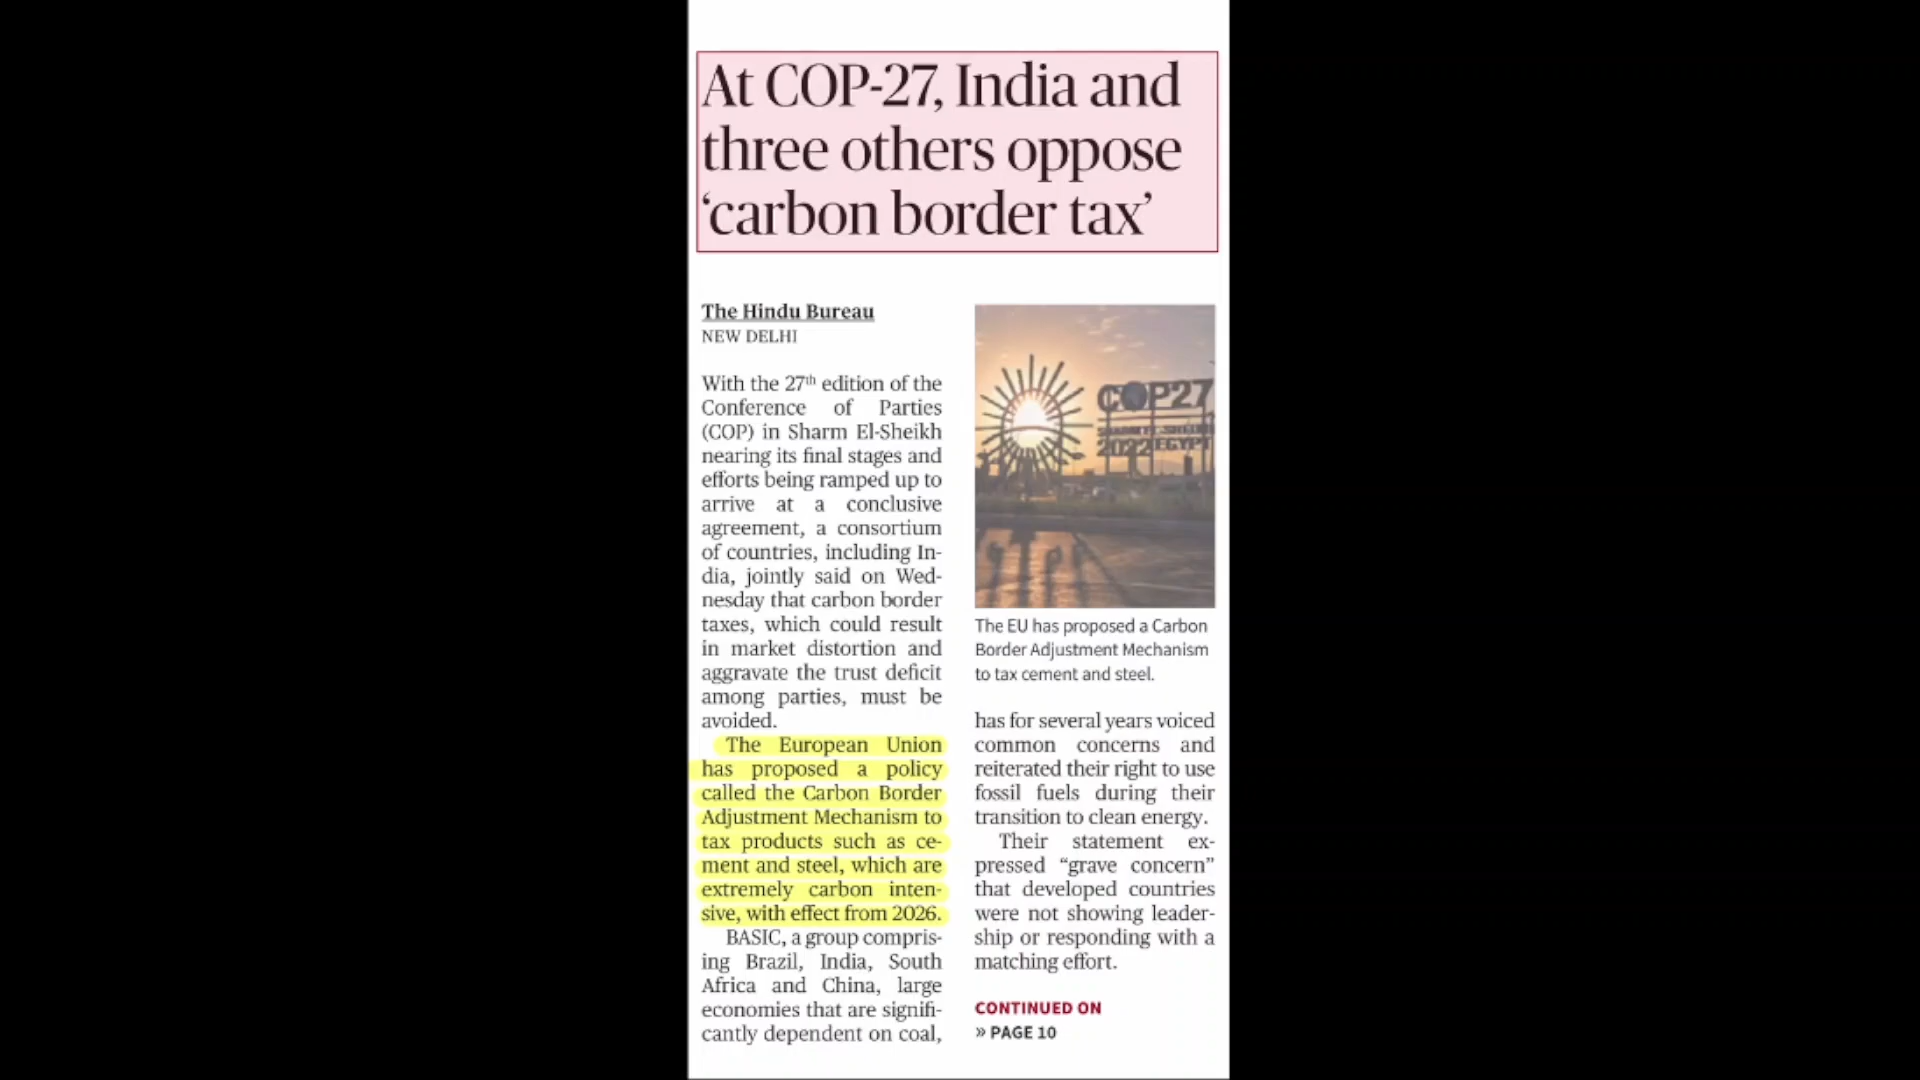 At COP-27, India and
three others oppose
‘carbon border tax’
The Hindu Bureau
NEW DELHI
With the 27th edition of the
Conference of Parties
(COP) in Sharm El-Sheikh
nearing its final stages and
efforts being ramped up to
arrive at a conclusive
agreement, a consortium
of countries, including In-
dia, jointly said on Wed-
nesday that carbon border
taxes, which could result
in market distortion and
aggravate the trust deficit
among parties, must be
avoided.
The European Union
has proposed a policy
called the Carbon Border
Adjustment Mechanism to
tax products such as ce-
ment and steel, which are
extremely carbon inten-
sive, with effect from 2026.
BASIC, a group compris-
ing Brazil, India, South
Africa and China, large
economies that are signifi-
cantly dependent on coal,
COP27
SHARM EL-SHEIKH
2022 EGYPT
The EU has proposed a Carbon
Border Adjustment Mechanism
to tax cement and steel.
has for several years voiced
common concerns and
reiterated their right to use
fossil fuels during their
transition to clean energy.
Their statement ex-
pressed “grave concern”
that developed countries
were not showing leader-
ship or responding with a
matching effort.
CONTINUED ON
» PAGE 10